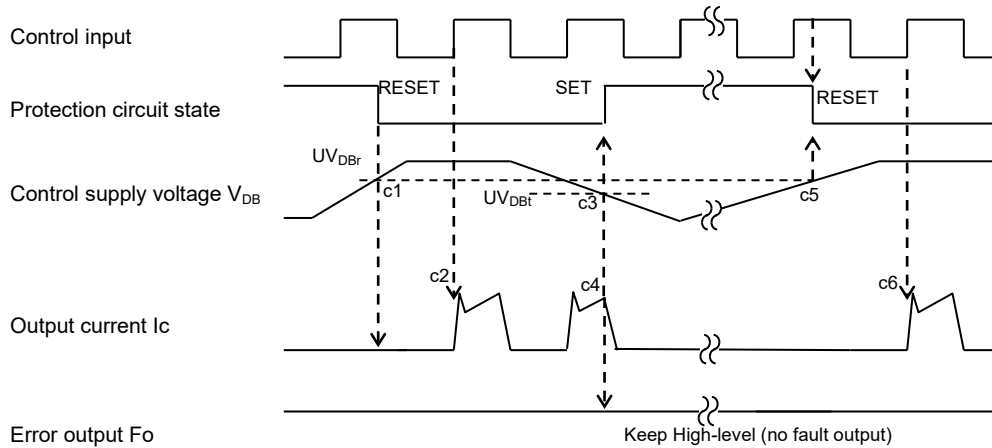 Control input
Protection circuit state
RESET
SET
RESET
UVDBr
Control supply voltage VDB
c1
UVDBt
c3
c5
c2
c4
c6
Output current Ic
Error output Fo
Keep High-level (no fault output)